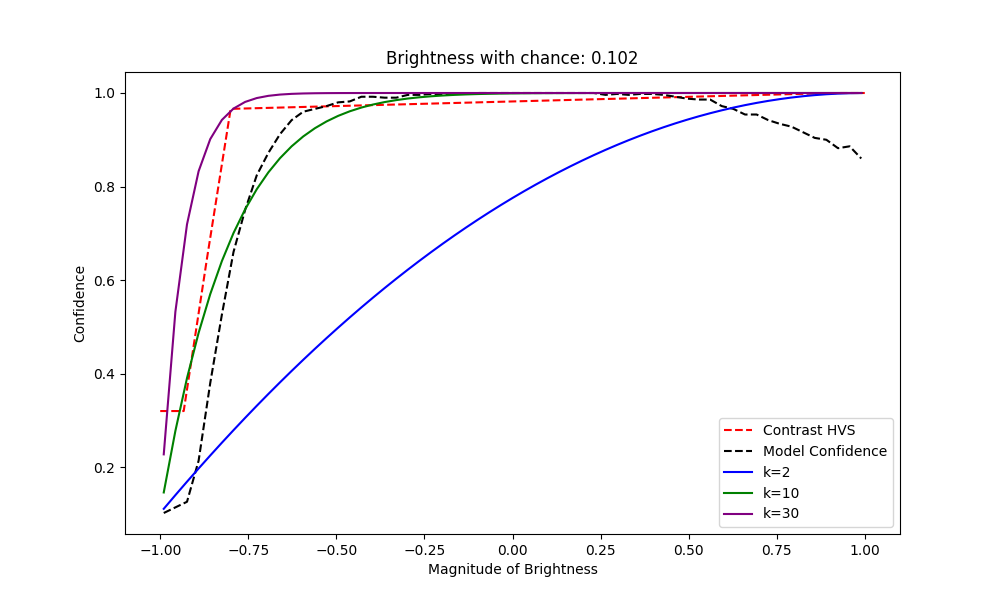 Brightness with chance: 0.102
1.0
0.8
0.6
0.4
0.2
Confidence
−1.00 −0.75 −0.50 −0.25 0.00 0.25 0.50 0.75 1.00
Magnitude of Brightness
Contrast HVS
Model Confidence
k=2
k=10
k=30